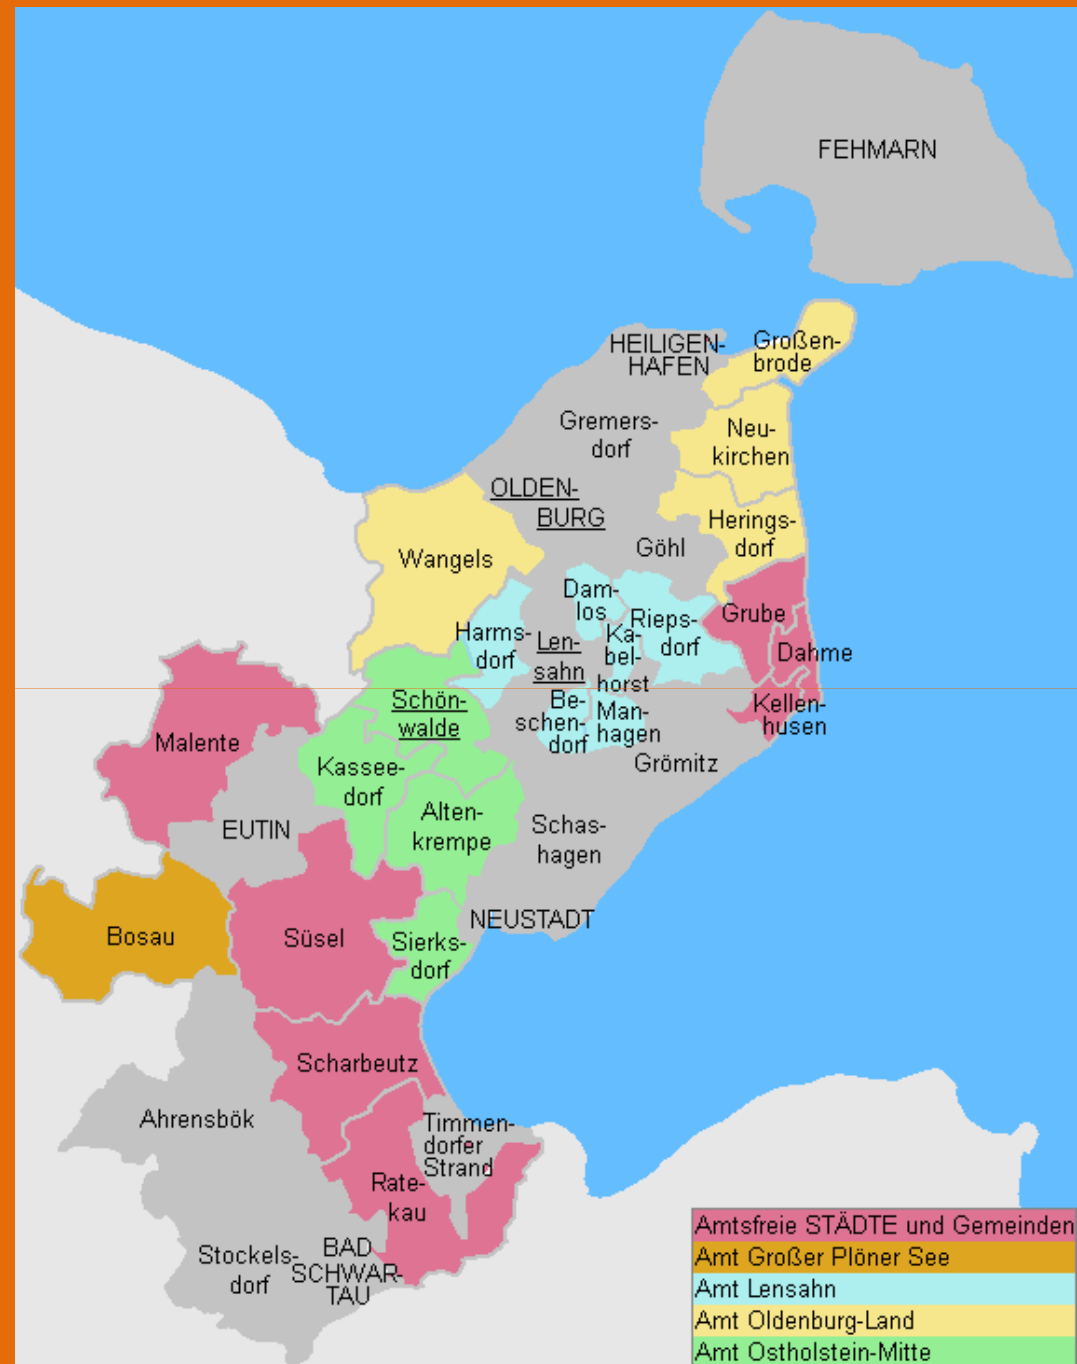 FEHMARN
HEILIGEN-
HAFEN
Großen-
brode
Gremers-
dorf
Neu-
kirchen
OLDEN-
BURG
Herings-
dorf
Göhl
Wangels
Dam-
los
Rieps-
dorf
Grube
Harms-
dorf
Len-
sahn
Ka-
bel-
horst
Dahme
Schön-
walde
Be-
schen-
dorf
Man-
hagen
Kellen-
husen
Malente
Kassee-
dorf
Grömitz
EUTIN
Alten-
krempe
Schas-
hagen
NEUSTADT
Bosau
Süsel
Sierks-
dorf
Scharbeutz
Ahrensbök
Timmen-
dorfer
Strand
Rate-
kau
Stockels-
dorf
BAD
SCHWAR-
TAU
Amtsfreie STÄDTE und Gemeinden
Amt Großer Plöner See
Amt Lensahn
Amt Oldenburg-Land
Amt Ostholstein-Mitte